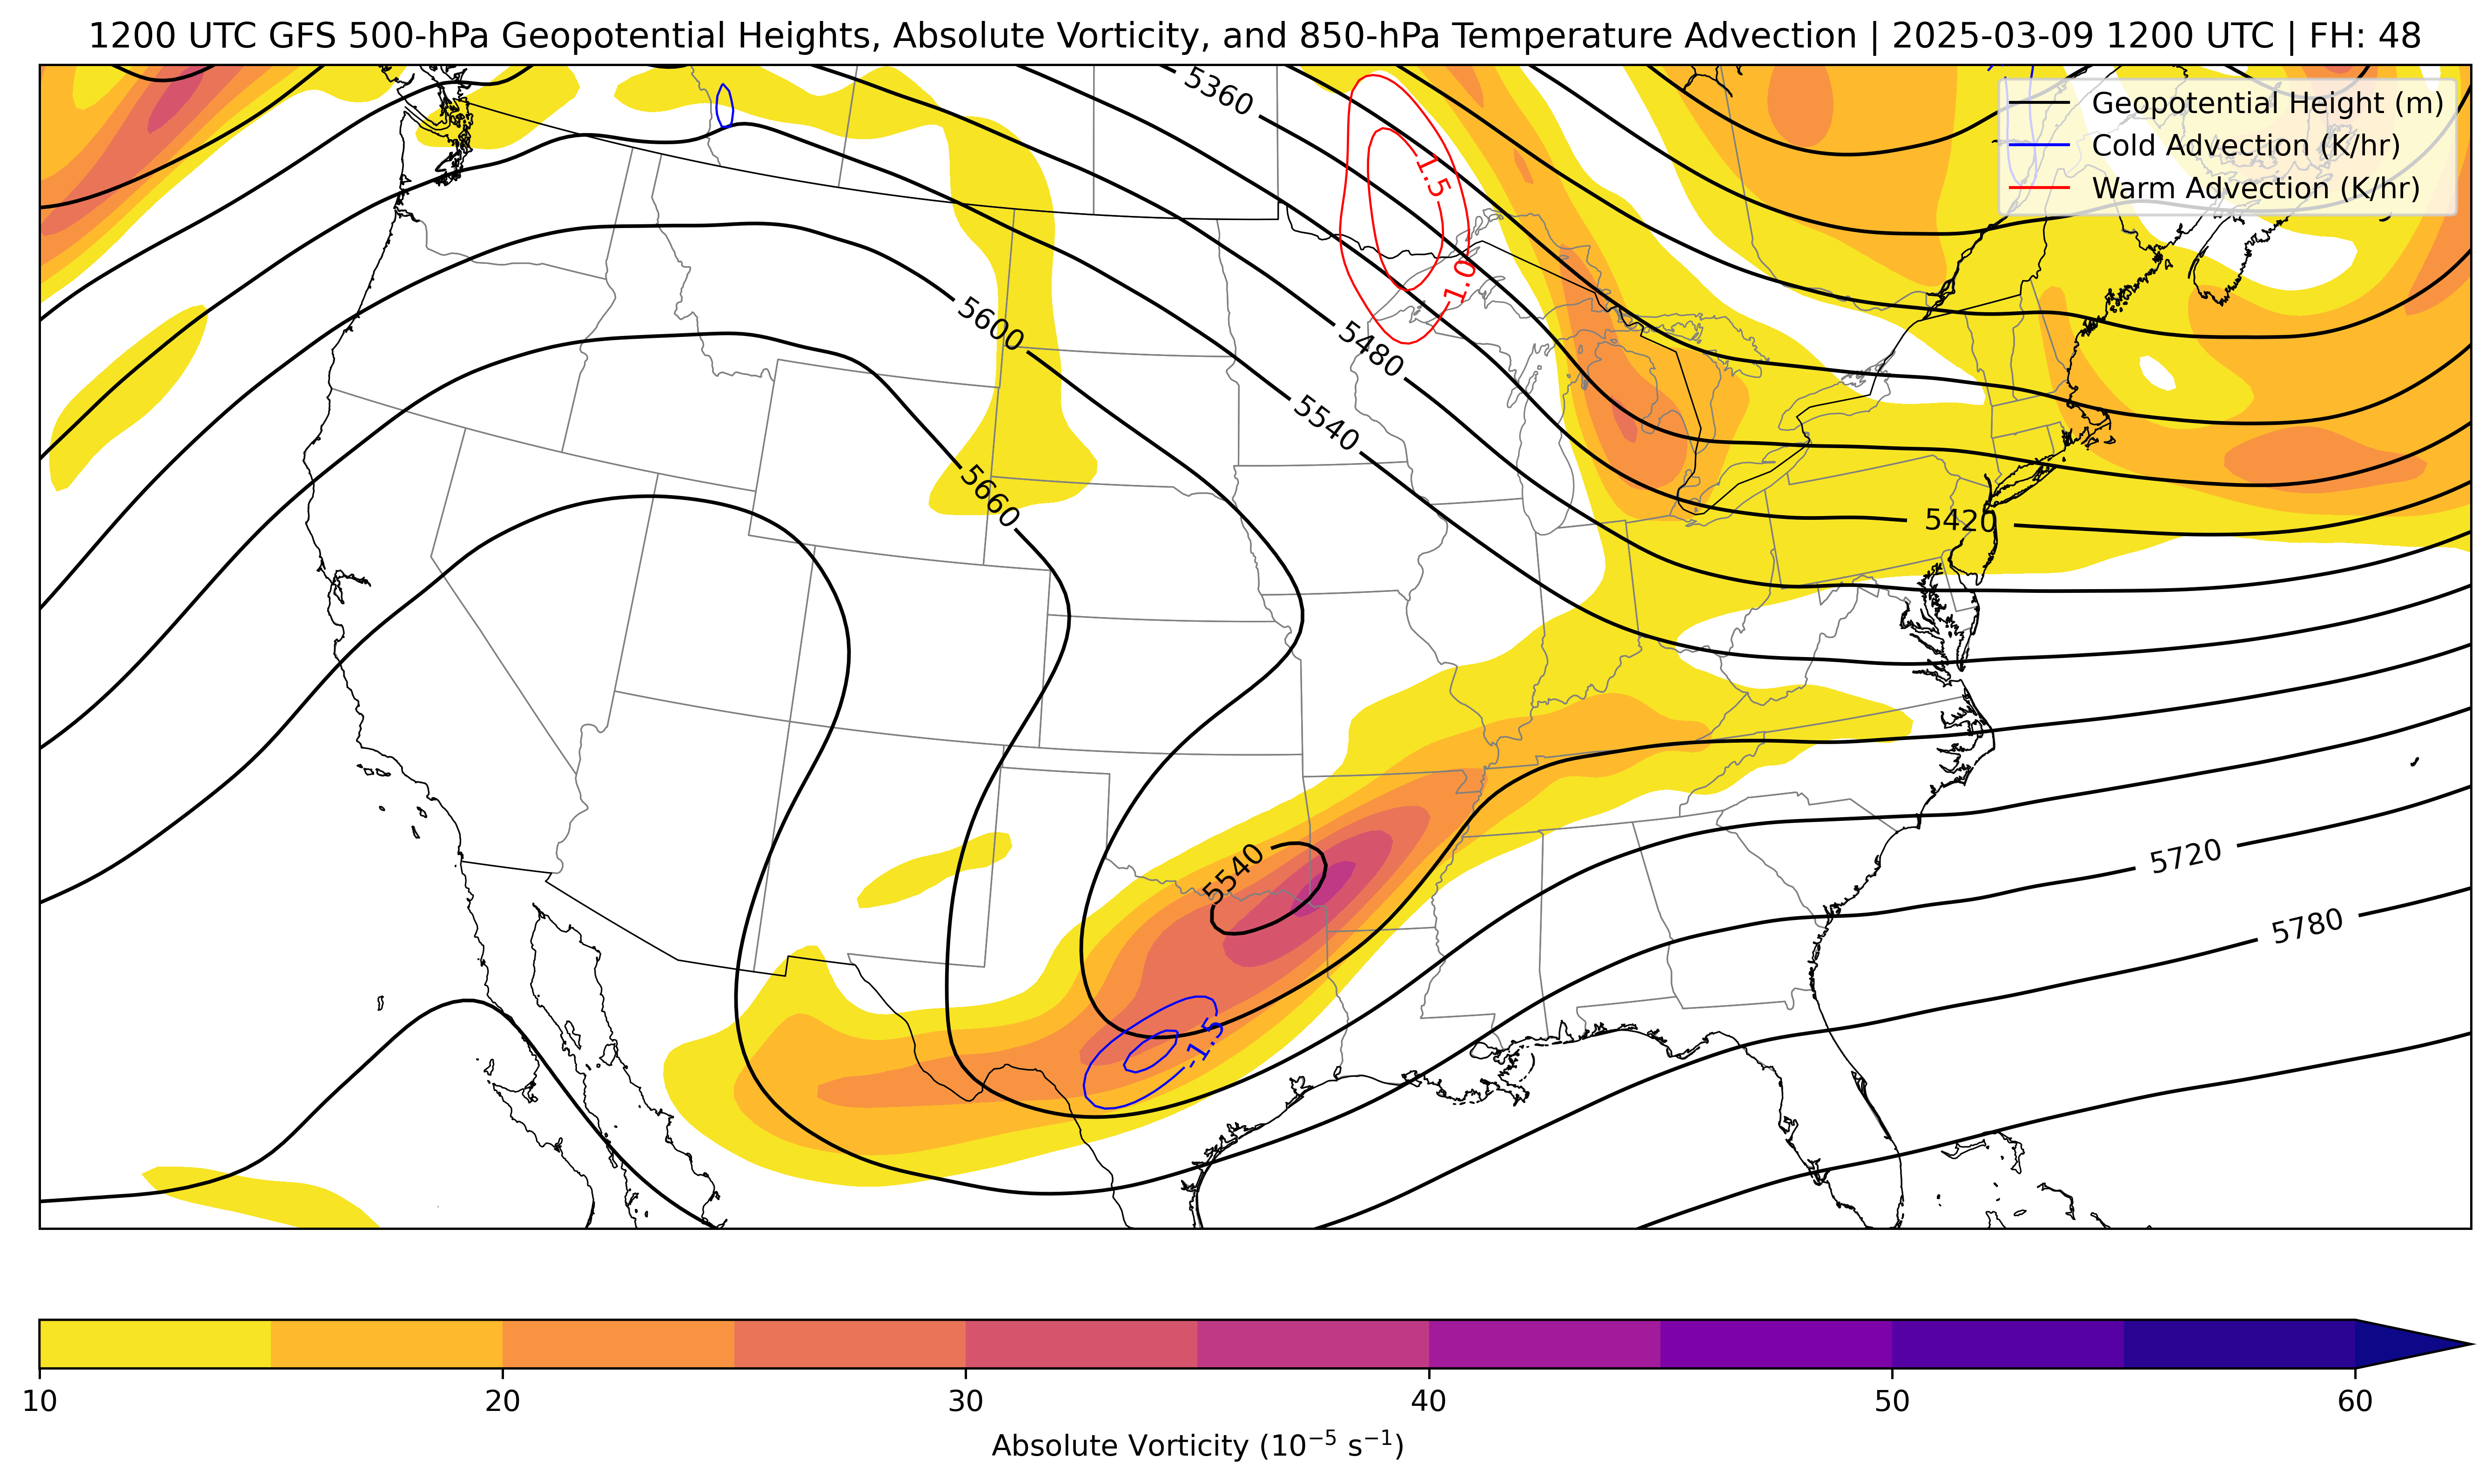 1200 UTC GFS 500-hPa Geopotential Heights, Absolute Vorticity, and 850-hPa Temperature Advection | 2025-03-09 1200 UTC | FH: 48
Geopotential Height (m)
Cold Advection (K/hr)
Warm Advection (K/hr)
5360
1.5
1.0
5600
5480
5540
5660
5420
5540
5720
5780
-1.5
10 20 30 40 50 60
Absolute Vorticity (10⁻⁵ s⁻¹)